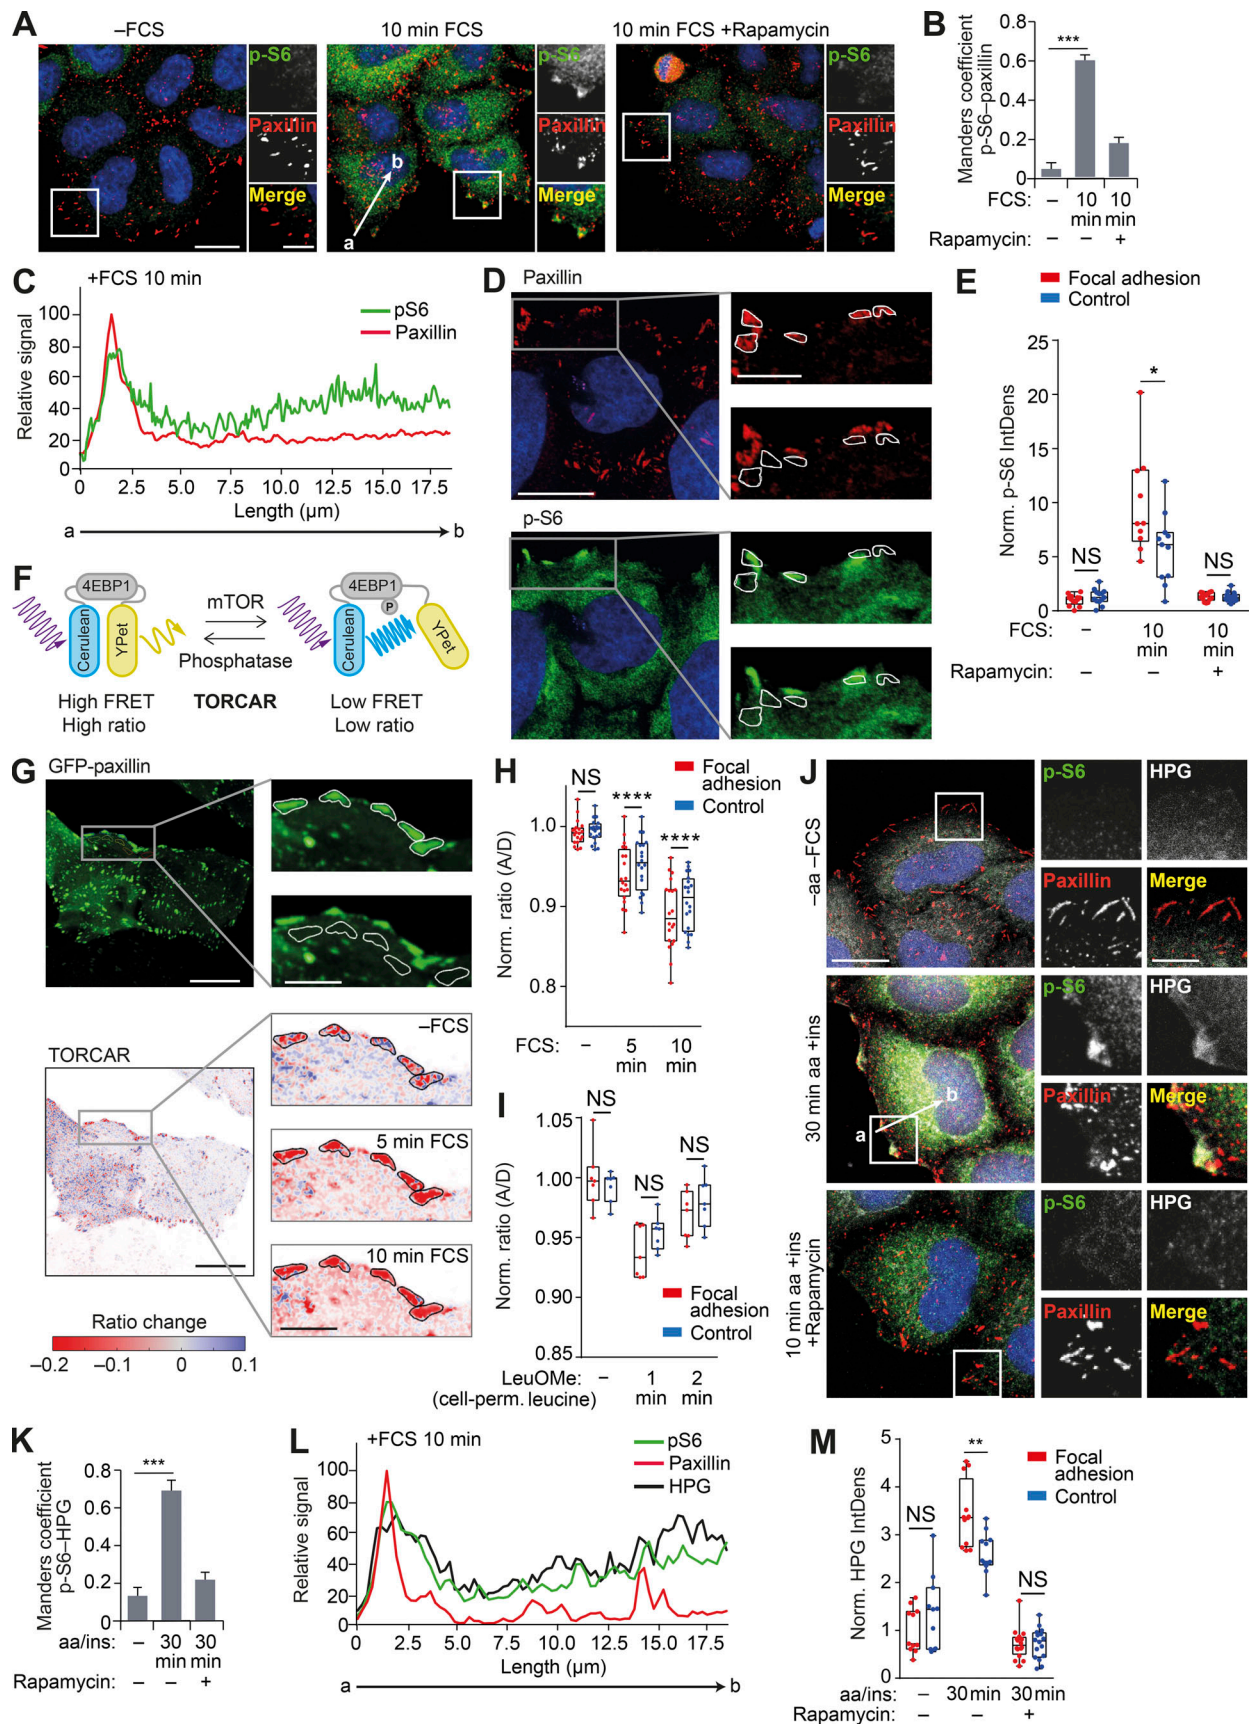 A
–FCS
10 min FCS
10 min FCS +Rapamycin
p-S6
Paxillin
Merge
p-S6
Paxillin
Merge
p-S6
Paxillin
Merge
a
b
B
Manders coefficient
p-S6–paxillin
0.8
0.6
0.4
0.2
0
***
FCS: – 10 min 10 min
Rapamycin: – – +
C
+FCS 10 min
pS6
Paxillin
Relative signal
100
80
60
40
20
0
0 2.5 5.0 7.5 10.0 12.5 15.0 17.5
Length (µm)
a b
D
Paxillin
p-S6
E
Focal adhesion
Control
Norm. p-S6 IntDens
25
20
15
10
5
0
NS
*
NS
FCS: – 10 min 10 min
Rapamycin: – – +
F
4EBP1
Cerulean
YPet
mTOR
Phosphatase
4EBP1
P
Cerulean
YPet
High FRET
High ratio
TORCAR
Low FRET
Low ratio
G
GFP-paxillin
TORCAR
–FCS
5 min FCS
10 min FCS
Ratio change
–0.2 –0.1 0 0.1
H
Focal adhesion
Control
Norm. ratio (A/D)
1.0
0.9
0.8
NS
****
****
FCS: – 5 min 10 min
I
Norm. ratio (A/D)
1.05
1.00
0.95
0.90
0.85
NS
NS
NS
Focal adhesion
Control
LeuOMe: – 1 min 2 min
(cell-perm. leucine)
J
–aa –FCS
p-S6
HPG
Paxillin
Merge
30 min aa +ins
a
b
p-S6
HPG
Paxillin
Merge
10 min aa +ins
+Rapamycin
p-S6
HPG
Paxillin
Merge
K
Manders coefficient
p-S6–HPG
0.8
0.6
0.4
0.2
0
***
aa/ins: – 30 min 30 min
Rapamycin: – – +
L
+FCS 10 min
pS6
Paxillin
HPG
Relative signal
100
80
60
40
20
0
0 2.5 5.0 7.5 10.0 12.5 15.0 17.5
Length (µm)
a b
M
Focal adhesion
Control
Norm. HPG IntDens
5
4
3
2
1
0
NS
**
NS
aa/ins: – 30 min 30 min
Rapamycin: – – +